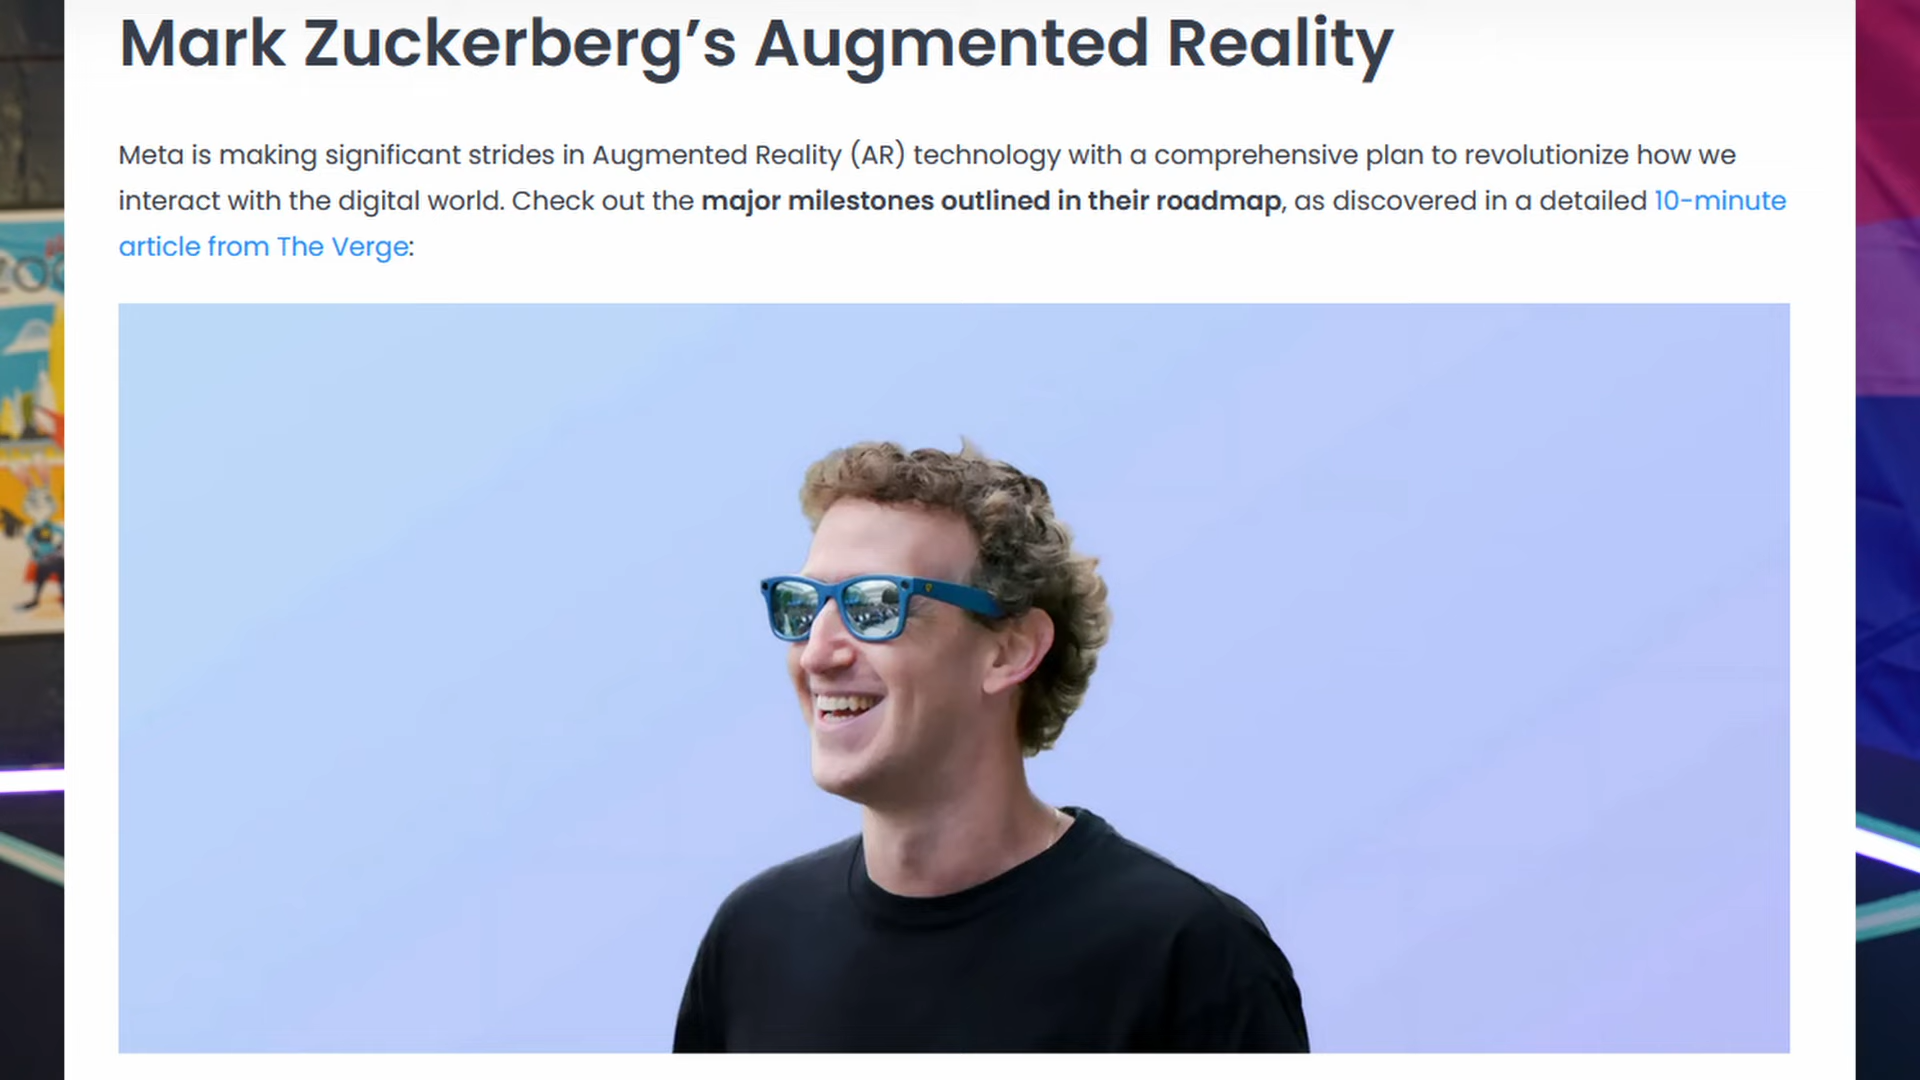 Mark Zuckerberg’s Augmented Reality
Meta is making significant strides in Augmented Reality (AR) technology with a comprehensive plan to revolutionize how we
interact with the digital world. Check out the major milestones outlined in their roadmap, as discovered in a detailed 10-minute
article from The Verge: